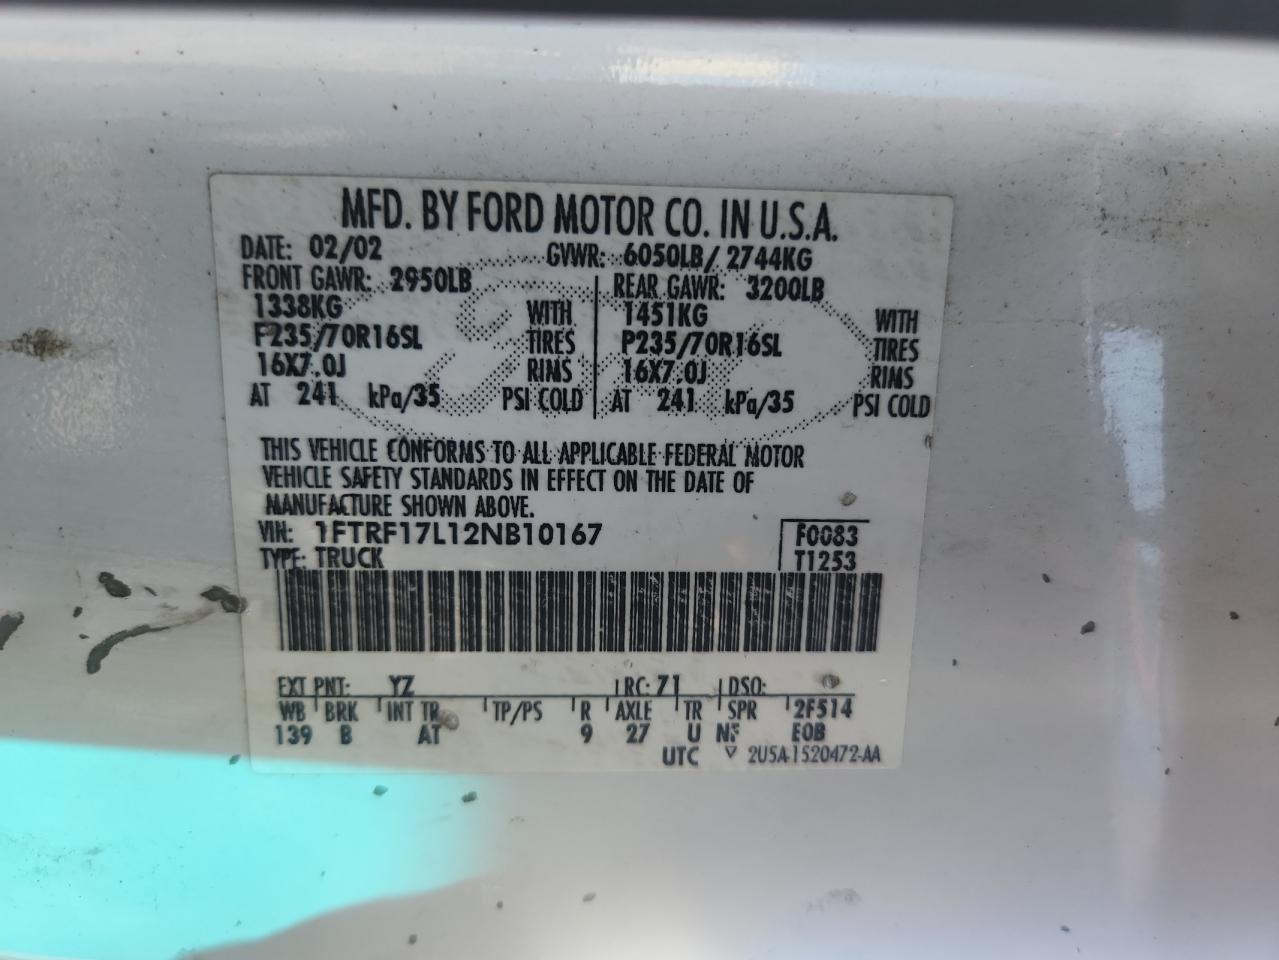 MFD. BY FORD MOTOR CO. IN U.S.A.
DATE: 02/02 GVWR: 6050LB/ 2744KG
FRONT GAWR: 2950LB REAR GAWR: 3200LB
1338KG WITH 1451KG WITH
P235/70R16SL TIRES P235/70R16SL TIRES
16X7.0J RIMS 16X7.0J RIMS
AT 241 kPa/35 PSI COLD AT 241 kPa/35 PSI COLD
THIS VEHICLE CONFORMS TO ALL APPLICABLE FEDERAL MOTOR
VEHICLE SAFETY STANDARDS IN EFFECT ON THE DATE OF
MANUFACTURE SHOWN ABOVE.
VIN: 1FTRF17L12NB10167 F0083
TYPE: TRUCK T1253
EXT PNT: YZ RC: 71 DSO:
WB BRK INT TR TP/PS R AXLE TR SPR 2F514
139 B AT 9 27 U EOB
UTC ▽ 2U5A-1520472-AA